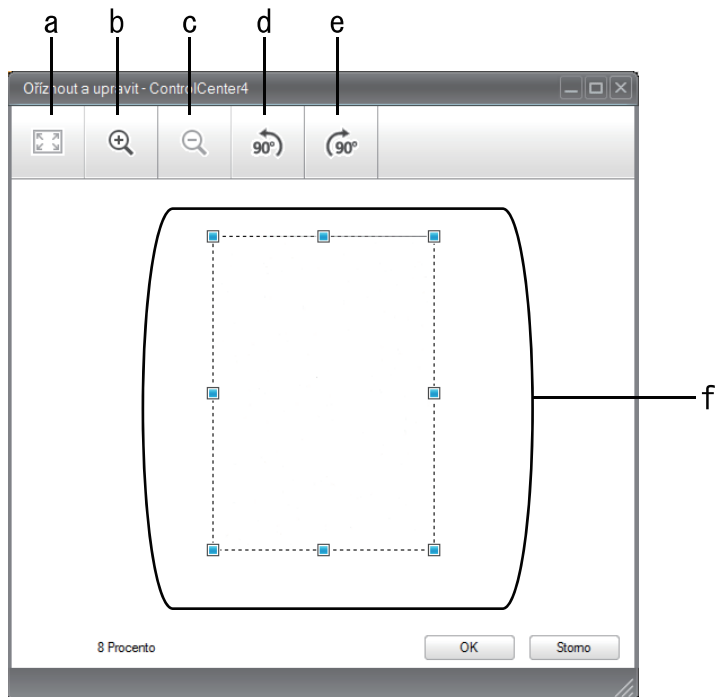 a b c d e
Oříznout a upravit - ControlCenter4
90° 90°
f
8 Procento OK Storno